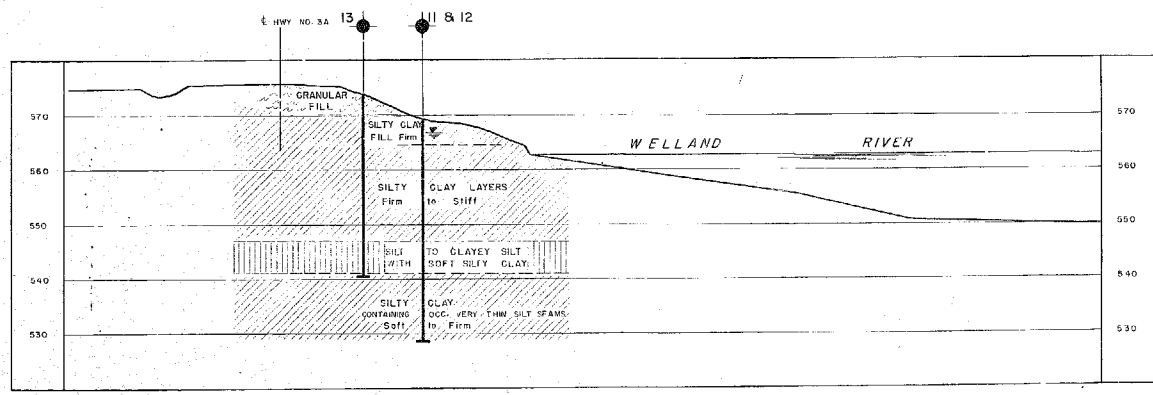 ℄ HWY NO. 3A
13
11 & 12
GRANULAR
FILL
570
570
SILTY CLAY
FILL Firm
WELLAND RIVER
560
560
SILTY CLAY LAYERS
Firm to Stiff
550
550
SILT TO CLAYEY SILT
WITH SOFT SILTY CLAY
540
540
SILTY CLAY
CONTAINING OCC. VERY THIN SILT SEAMS
Soft to Firm
530
530